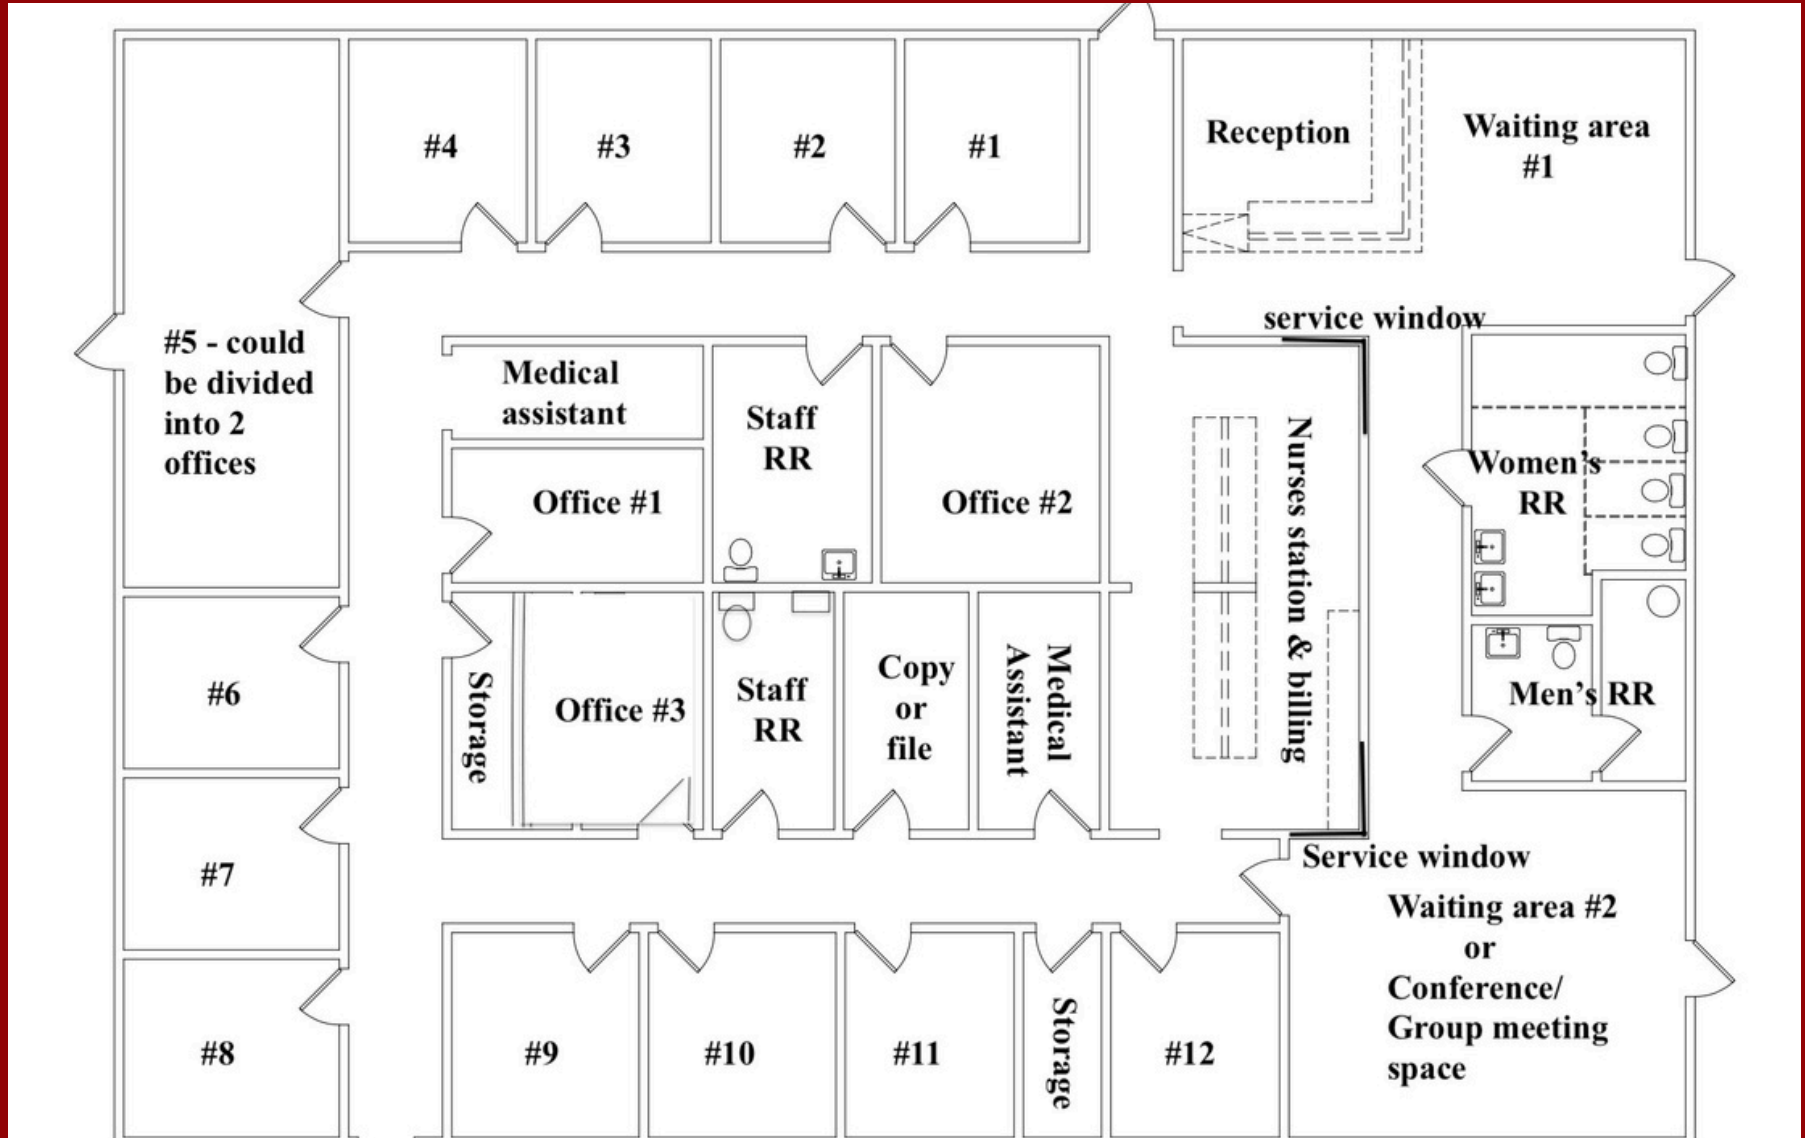 #4
#3
#2
#1
Reception
Waiting area
#1
service window
#5 - could
be divided
into 2
offices
Medical
assistant
Staff
RR
Office #1
Office #2
Nurses station & billing
Women's
RR
#6
Storage
Office #3
Staff
RR
Copy
or
file
Medical
Assistant
Men's RR
#7
Service window
Waiting area #2
or
Conference/
Group meeting
space
#8
#9
#10
#11
Storage
#12